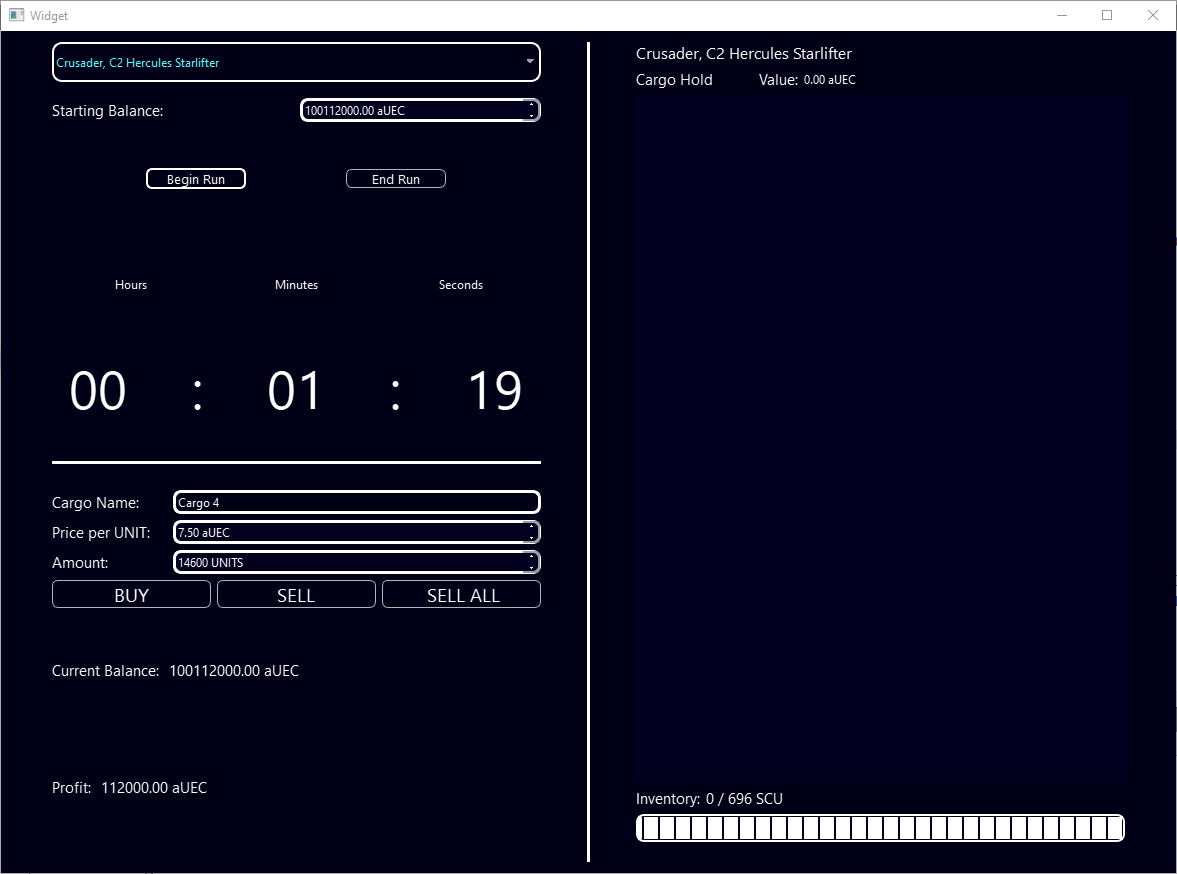 Widget
Crusader, C2 Hercules Starlifter
Starting Balance: 100112000.00 aUEC
Begin Run End Run
Hours Minutes Seconds
00 : 01 : 19
Cargo Name: Cargo 4
Price per UNIT: 7.50 aUEC
Amount: 14600 UNITS
BUY SELL SELL ALL
Current Balance: 100112000.00 aUEC
Profit: 112000.00 aUEC
Crusader, C2 Hercules Starlifter
Cargo Hold Value: 0.00 aUEC
Inventory: 0 / 696 SCU